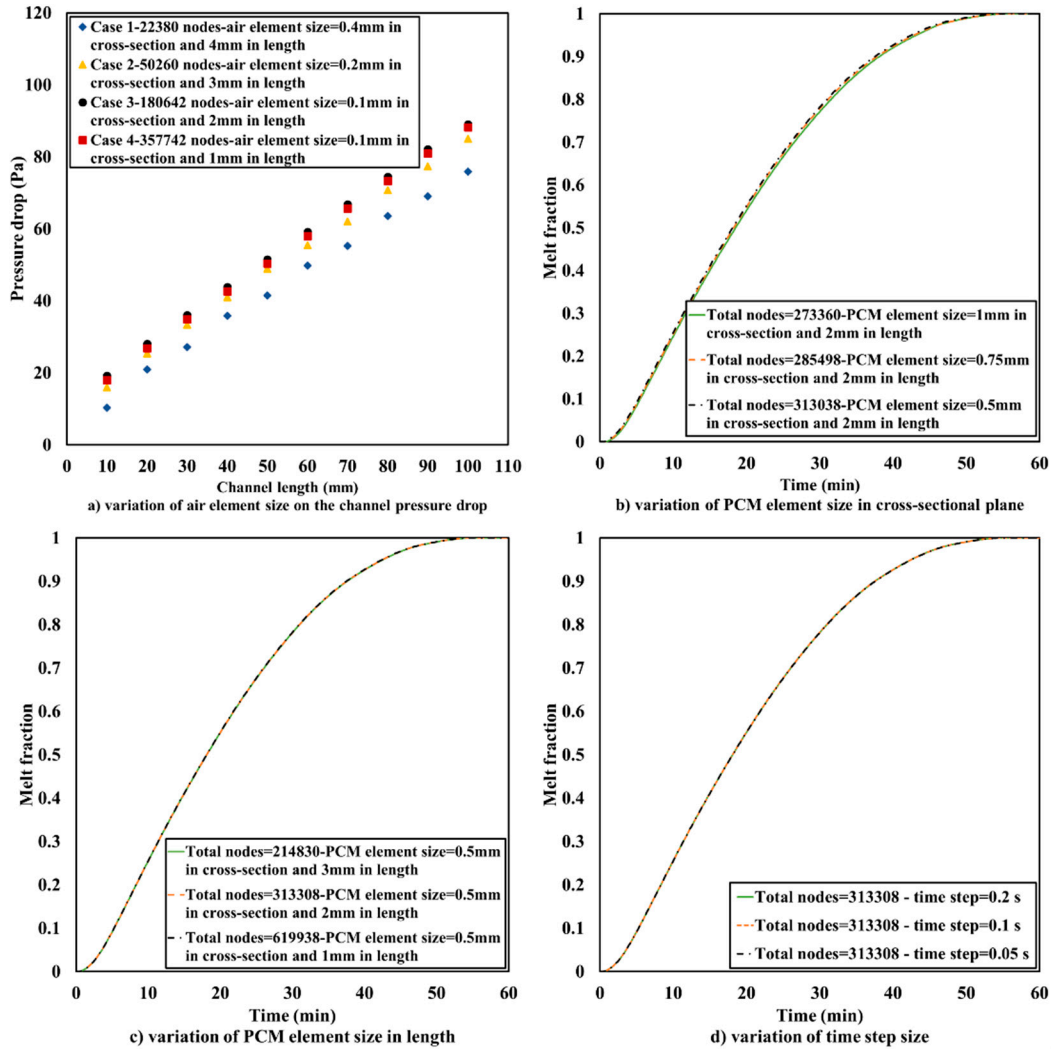 120
100
80
60
40
20
0
Pressure drop (Pa)
Case 1-22380 nodes-air element size=0.4mm in
cross-section and 4mm in length
Case 2-50260 nodes-air element size=0.2mm in
cross-section and 3mm in length
Case 3-180642 nodes-air element size=0.1mm in
cross-section and 2mm in length
Case 4-357742 nodes-air element size=0.1mm in
cross-section and 1mm in length
0 10 20 30 40 50 60 70 80 90 100 110
Channel length (mm)
a) variation of air element size on the channel pressure drop
1
0.9
0.8
0.7
0.6
0.5
0.4
0.3
0.2
0.1
0
Melt fraction
Total nodes=273360-PCM element size=1mm in
cross-section and 2mm in length
Total nodes=285498-PCM element size=0.75mm
in cross-section and 2mm in length
Total nodes=313038-PCM element size=0.5mm
in cross-section and 2mm in length
0 10 20 30 40 50 60
Time (min)
b) variation of PCM element size in cross-sectional plane
1
0.9
0.8
0.7
0.6
0.5
0.4
0.3
0.2
0.1
0
Melt fraction
Total nodes=214830-PCM element size=0.5mm
in cross-section and 3mm in length
Total nodes=313308-PCM element size=0.5mm
in cross-section and 2mm in length
Total nodes=619938-PCM element size=0.5mm
in cross-section and 1mm in length
0 10 20 30 40 50 60
Time (min)
c) variation of PCM element size in length
1
0.9
0.8
0.7
0.6
0.5
0.4
0.3
0.2
0.1
0
Melt fraction
Total nodes=313308 - time step=0.2 s
Total nodes=313308 - time step=0.1 s
Total nodes=313308 - time step=0.05 s
0 10 20 30 40 50 60
Time (min)
d) variation of time step size